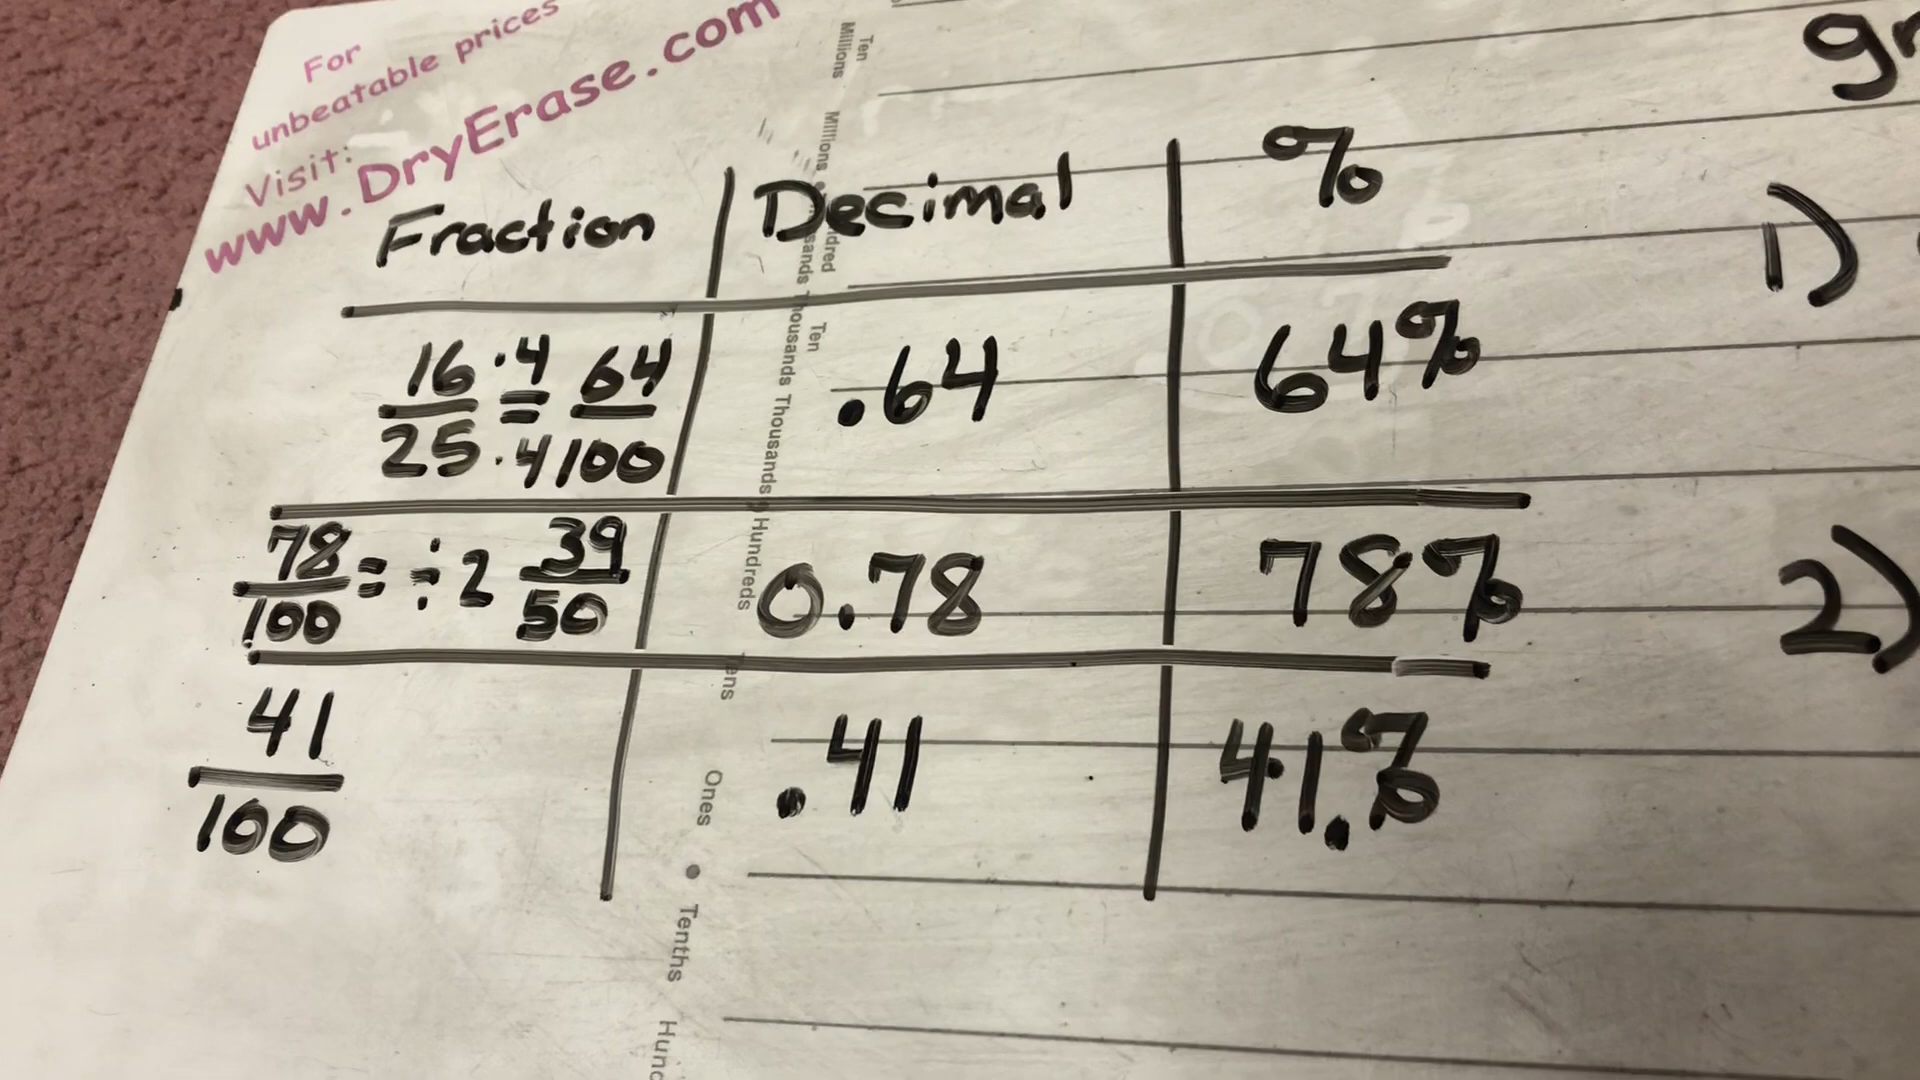 For
unbeatable prices
Visit:
www.DryErase.com
Fraction Decimal %
16/25 · 4/· 4 = 64/100 .64 64%
78/100 = ÷2 39/50 0.78 78%
41/100 .41 41.%
1)
2)
Ten
Millions
Millions
Ten
Thousands
Thousands
Hundreds
Ones
•
Tenths